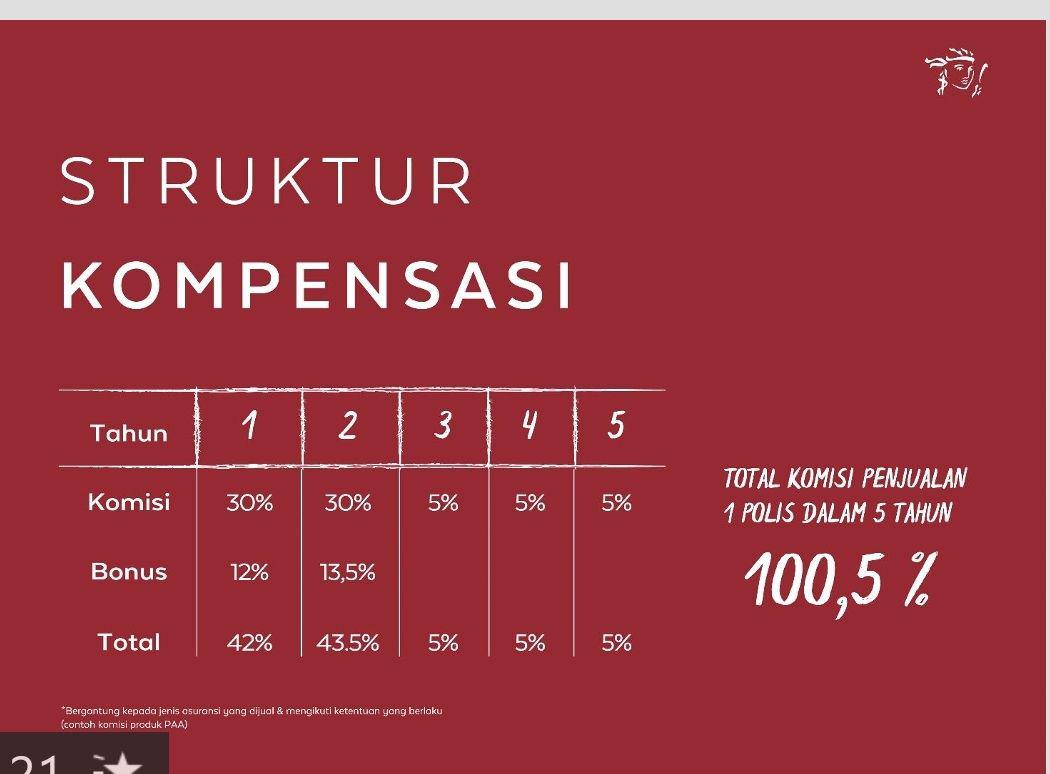 STRUKTUR
KOMPENSASI
Tahun 1 2 3 4 5
Komisi 30% 30% 5% 5% 5%
Bonus 12% 13,5%
Total 42% 43.5% 5% 5% 5%
TOTAL KOMISI PENJUALAN
1 POLIS DALAM 5 TAHUN
100,5 %
*Bergantung kepada jenis asuransi yang dijual & mengikuti ketentuan yang berlaku
(contoh komisi produk PAA)
21